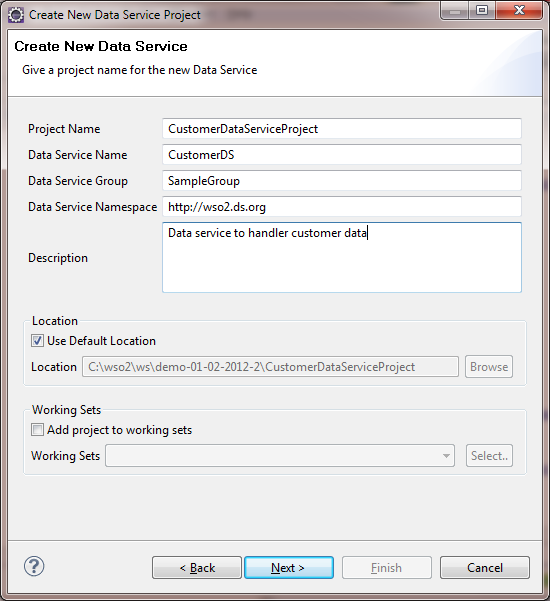 Create New Data Service Project
Create New Data Service
Give a project name for the new Data Service
Project Name CustomerDataServiceProject
Data Service Name CustomerDS
Data Service Group SampleGroup
Data Service Namespace http://wso2.ds.org
Data service to handler customer data
Description
Location
Use Default Location
Location C:\wso2\ws\demo-01-02-2012-2\CustomerDataServiceProject Browse
Working Sets
Add project to working sets
Working Sets Select..
? < Back Next > Finish Cancel